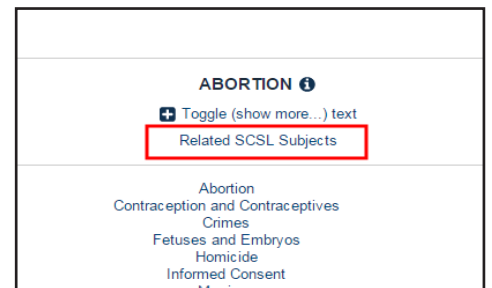 ABORTION
Toggle (show more...) text
Related SCSL Subjects
Abortion
Contraception and Contraceptives
Crimes
Fetuses and Embryos
Homicide
Informed Consent